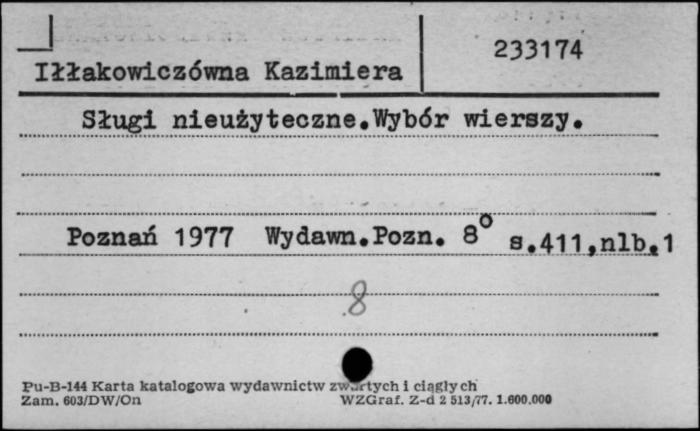 233174
Iłłakowiczówna Kazimiera
Sługi nieużyteczne.Wybór wierszy.
Poznań 1977 Wydawn.Pozn. 8° s.411,nlb.1
8
Pu-B-144 Karta katalogowa wydawnictw zwartych i ciągłych
Zam. 603/DW/On WZGraf. Z-d 2 513/77. 1.600.000